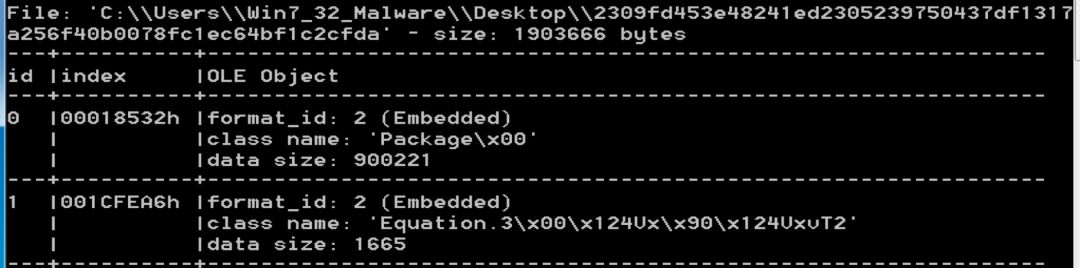 File: 'C:\\Users\\Win7_32_Malware\\Desktop\\2309fd453e48241ed2305239750437df1317
a256f40b0078fc1ec64bf1c2cfda' - size: 1903666 bytes
---+----------+---------------------------------------------------------------
id |index     |OLE Object
---+----------+---------------------------------------------------------------
0  |00018532h |format_id: 2 (Embedded)
   |          |class name: 'Package\x00'
   |          |data size: 900221
---+----------+---------------------------------------------------------------
1  |001CFEA6h |format_id: 2 (Embedded)
   |          |class name: 'Equation.3\x00\x124Vx\x90\x124VxvT2'
   |          |data size: 1665
---+----------+---------------------------------------------------------------